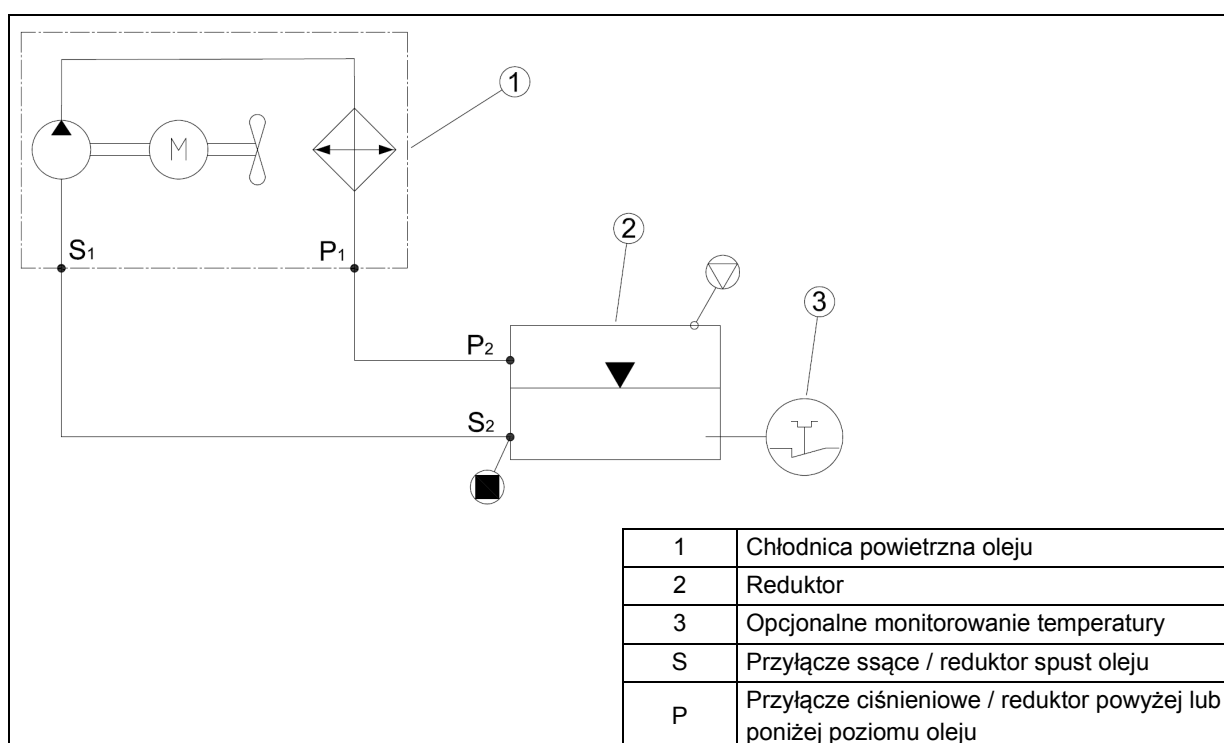 1
M
S1
P1
2
3
P2
S2
1 Chłodnica powietrzna oleju
2 Reduktor
3 Opcjonalne monitorowanie temperatury
S Przyłącze ssące / reduktor spust oleju
P Przyłącze ciśnieniowe / reduktor powyżej lub
poniżej poziomu oleju